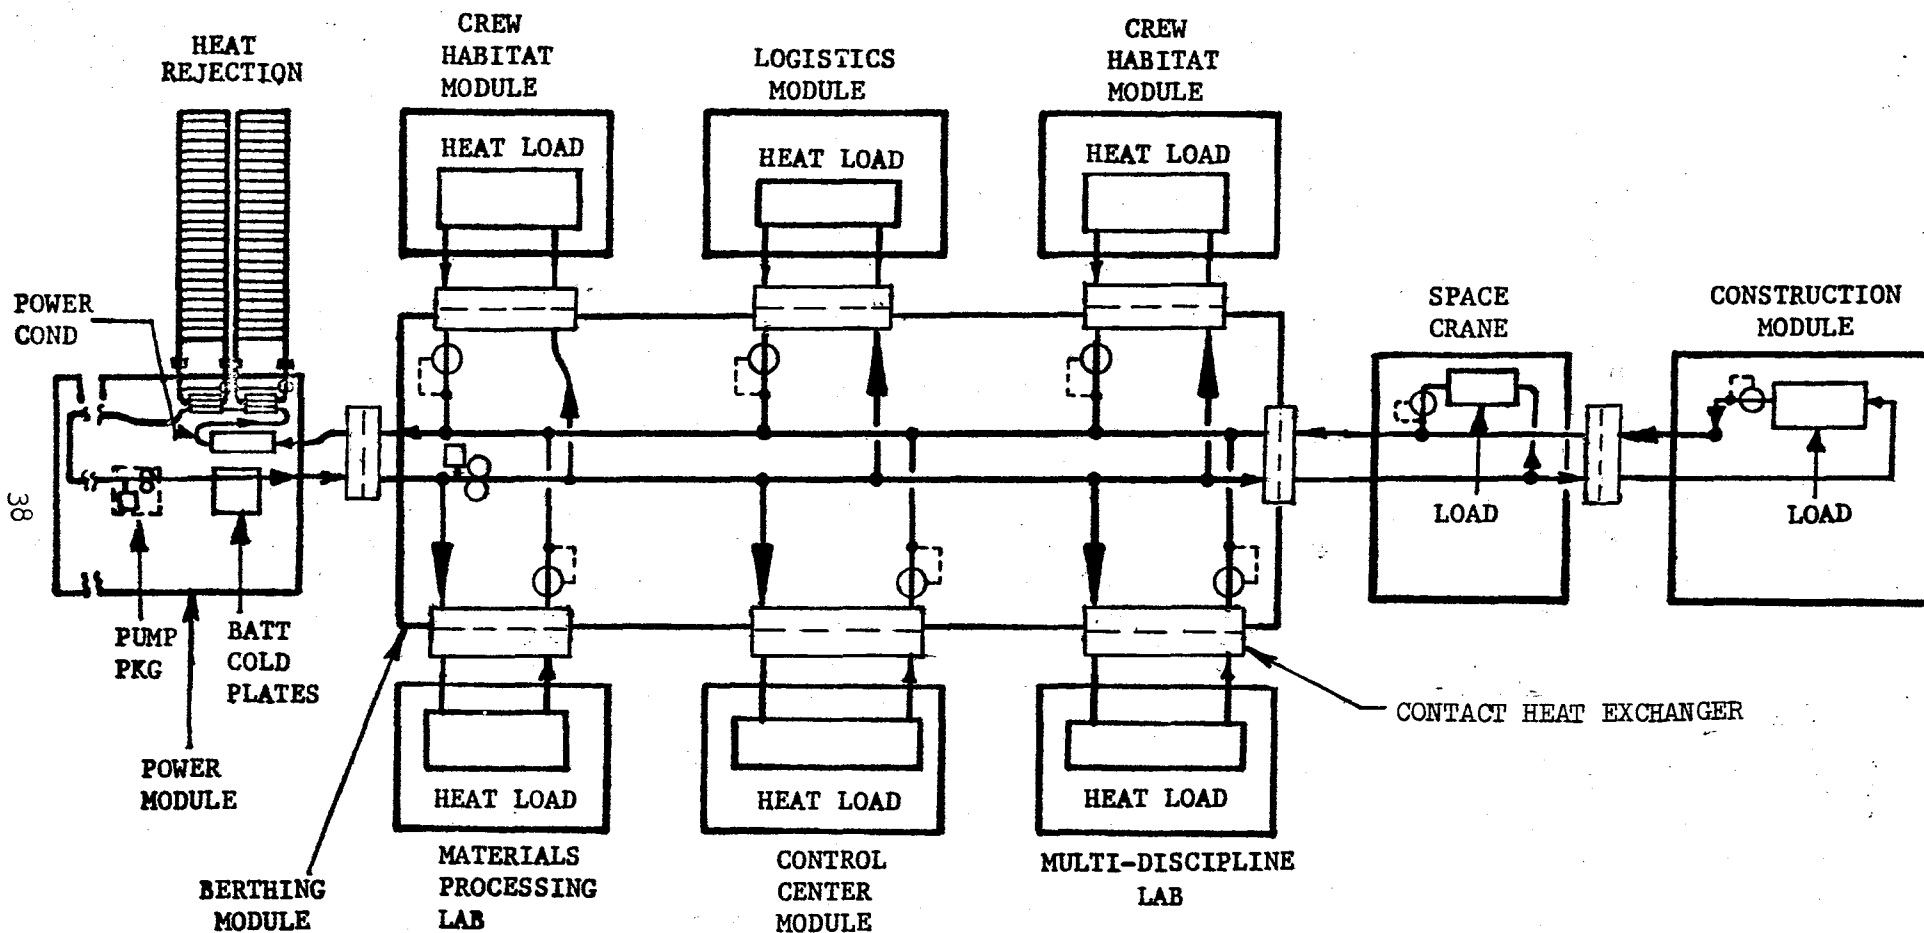 HEAT
REJECTION
CREW
HABITAT
MODULE
LOGISTICS
MODULE
CREW
HABITAT
MODULE
HEAT LOAD
HEAT LOAD
HEAT LOAD
POWER
COND
SPACE
CRANE
CONSTRUCTION
MODULE
LOAD
LOAD
38
PUMP
PKG
BATT
COLD
PLATES
CONTACT HEAT EXCHANGER
POWER
MODULE
HEAT LOAD
HEAT LOAD
HEAT LOAD
BERTHING
MODULE
MATERIALS
PROCESSING
LAB
CONTROL
CENTER
MODULE
MULTI-DISCIPLINE
LAB